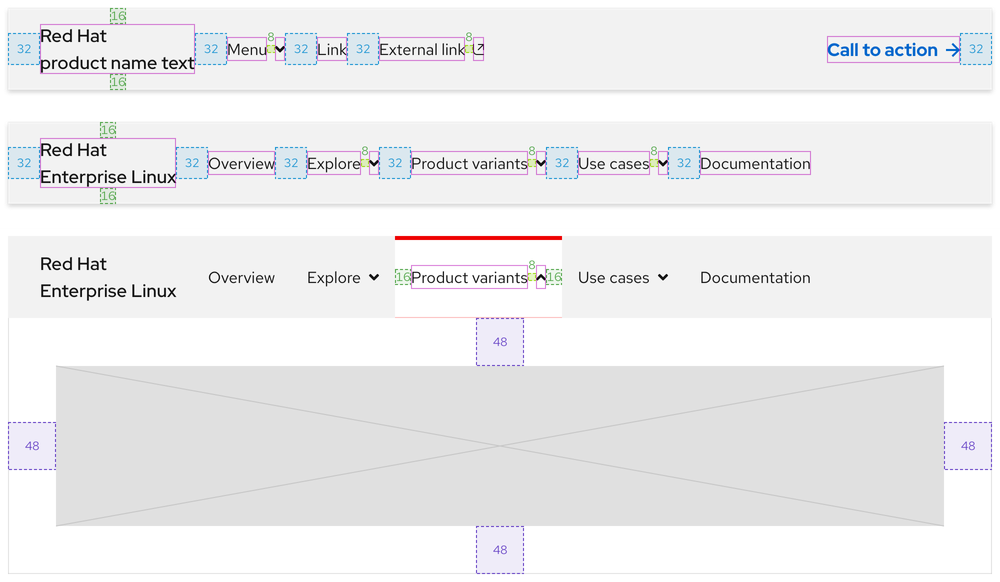 16
Red Hat
product name text
32
32
Menu
8
32
Link
32
External link
8
Call to action
32
16
16
Red Hat
Enterprise Linux
32
32
Overview
32
Explore
8
32
Product variants
8
32
Use cases
8
32
Documentation
16
Red Hat
Enterprise Linux
Overview
Explore
16
Product variants
8
16
Use cases
Documentation
48
48
48
48